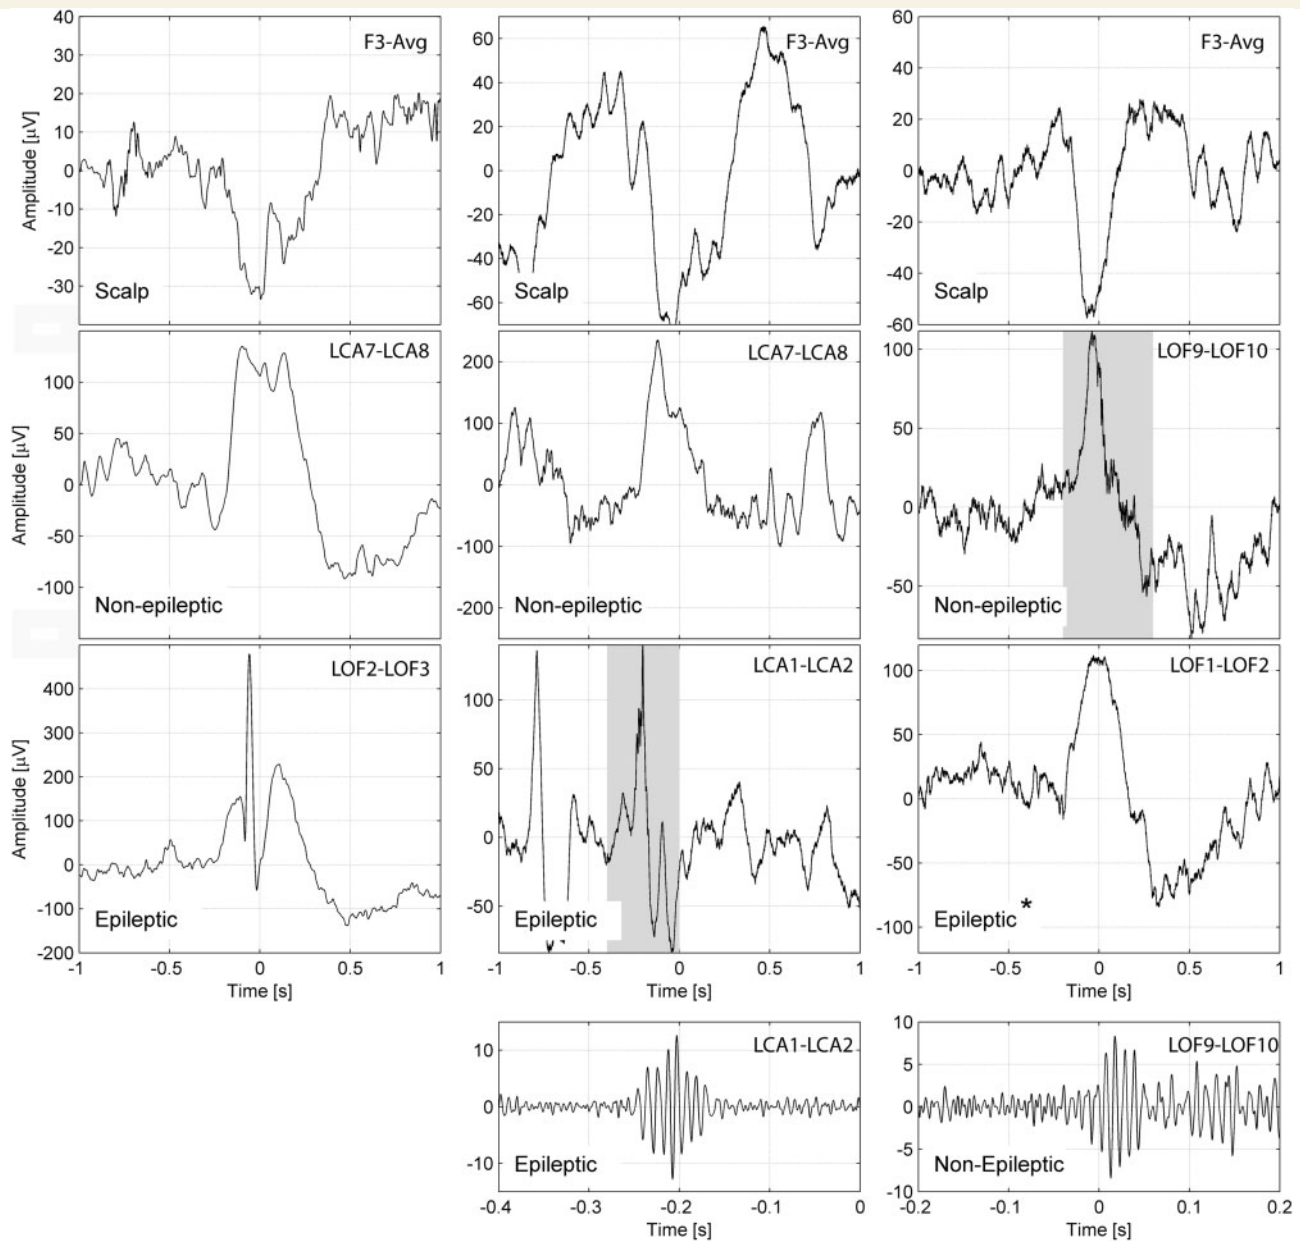 F3-Avg
40
30
20
10
0
-10
-20
-30
Amplitude [µV]
Scalp
F3-Avg
60
40
20
0
-20
-40
-60
Scalp
F3-Avg
60
40
20
0
-20
-40
-60
Scalp
LCA7-LCA8
100
50
0
-50
-100
Amplitude [µV]
Non-epileptic
LCA7-LCA8
200
100
0
-100
-200
Non-epileptic
LOF9-LOF10
100
50
0
-50
Non-epileptic
LOF2-LOF3
400
300
200
100
0
-100
-200
Amplitude [µV]
Epileptic
-1 -0.5 0 0.5 1
Time [s]
LCA1-LCA2
100
50
0
-50
Epileptic
-1 -0.5 0 0.5 1
Time [s]
LOF1-LOF2
100
50
0
-50
-100
Epileptic *
-1 -0.5 0 0.5 1
Time [s]
LCA1-LCA2
10
0
-10
Epileptic
-0.4 -0.3 -0.2 -0.1 0
Time [s]
LOF9-LOF10
10
5
0
-5
-10
Non-Epileptic
-0.2 -0.1 0 0.1 0.2
Time [s]